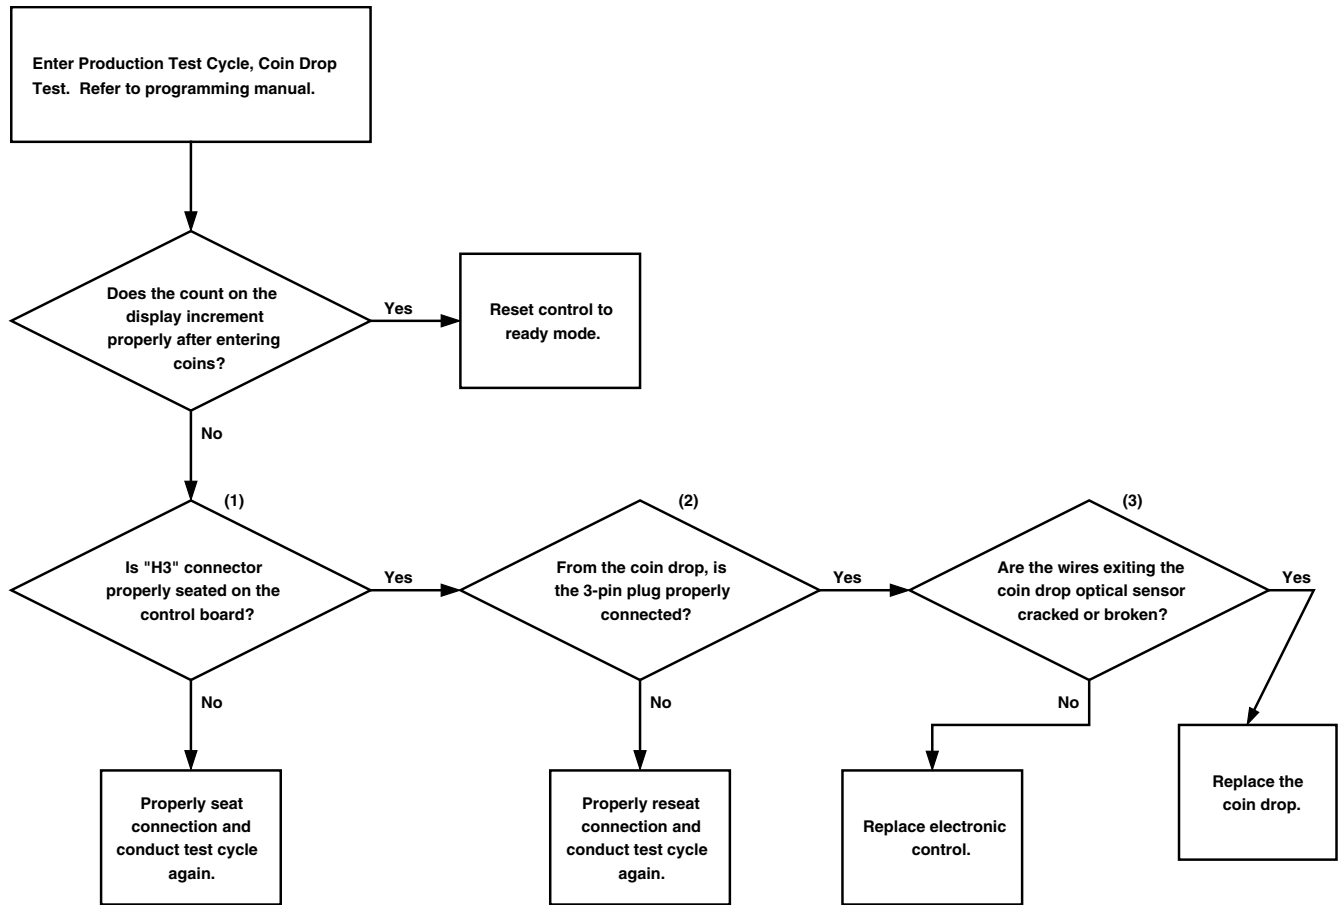 Enter Production Test Cycle, Coin Drop
Test.  Refer to programming manual.
Does the count on the
display increment
properly after entering
coins?
Yes
Reset control to
ready mode.
No
(1)
Is "H3" connector
properly seated on the
control board?
Yes
(2)
From the coin drop, is
the 3-pin plug properly
connected?
Yes
(3)
Are the wires exiting the
coin drop optical sensor
cracked or broken?
Yes
No
Properly seat
connection and
conduct test cycle
again.
No
Properly reseat
connection and
conduct test cycle
again.
No
Replace electronic
control.
Replace the
coin drop.